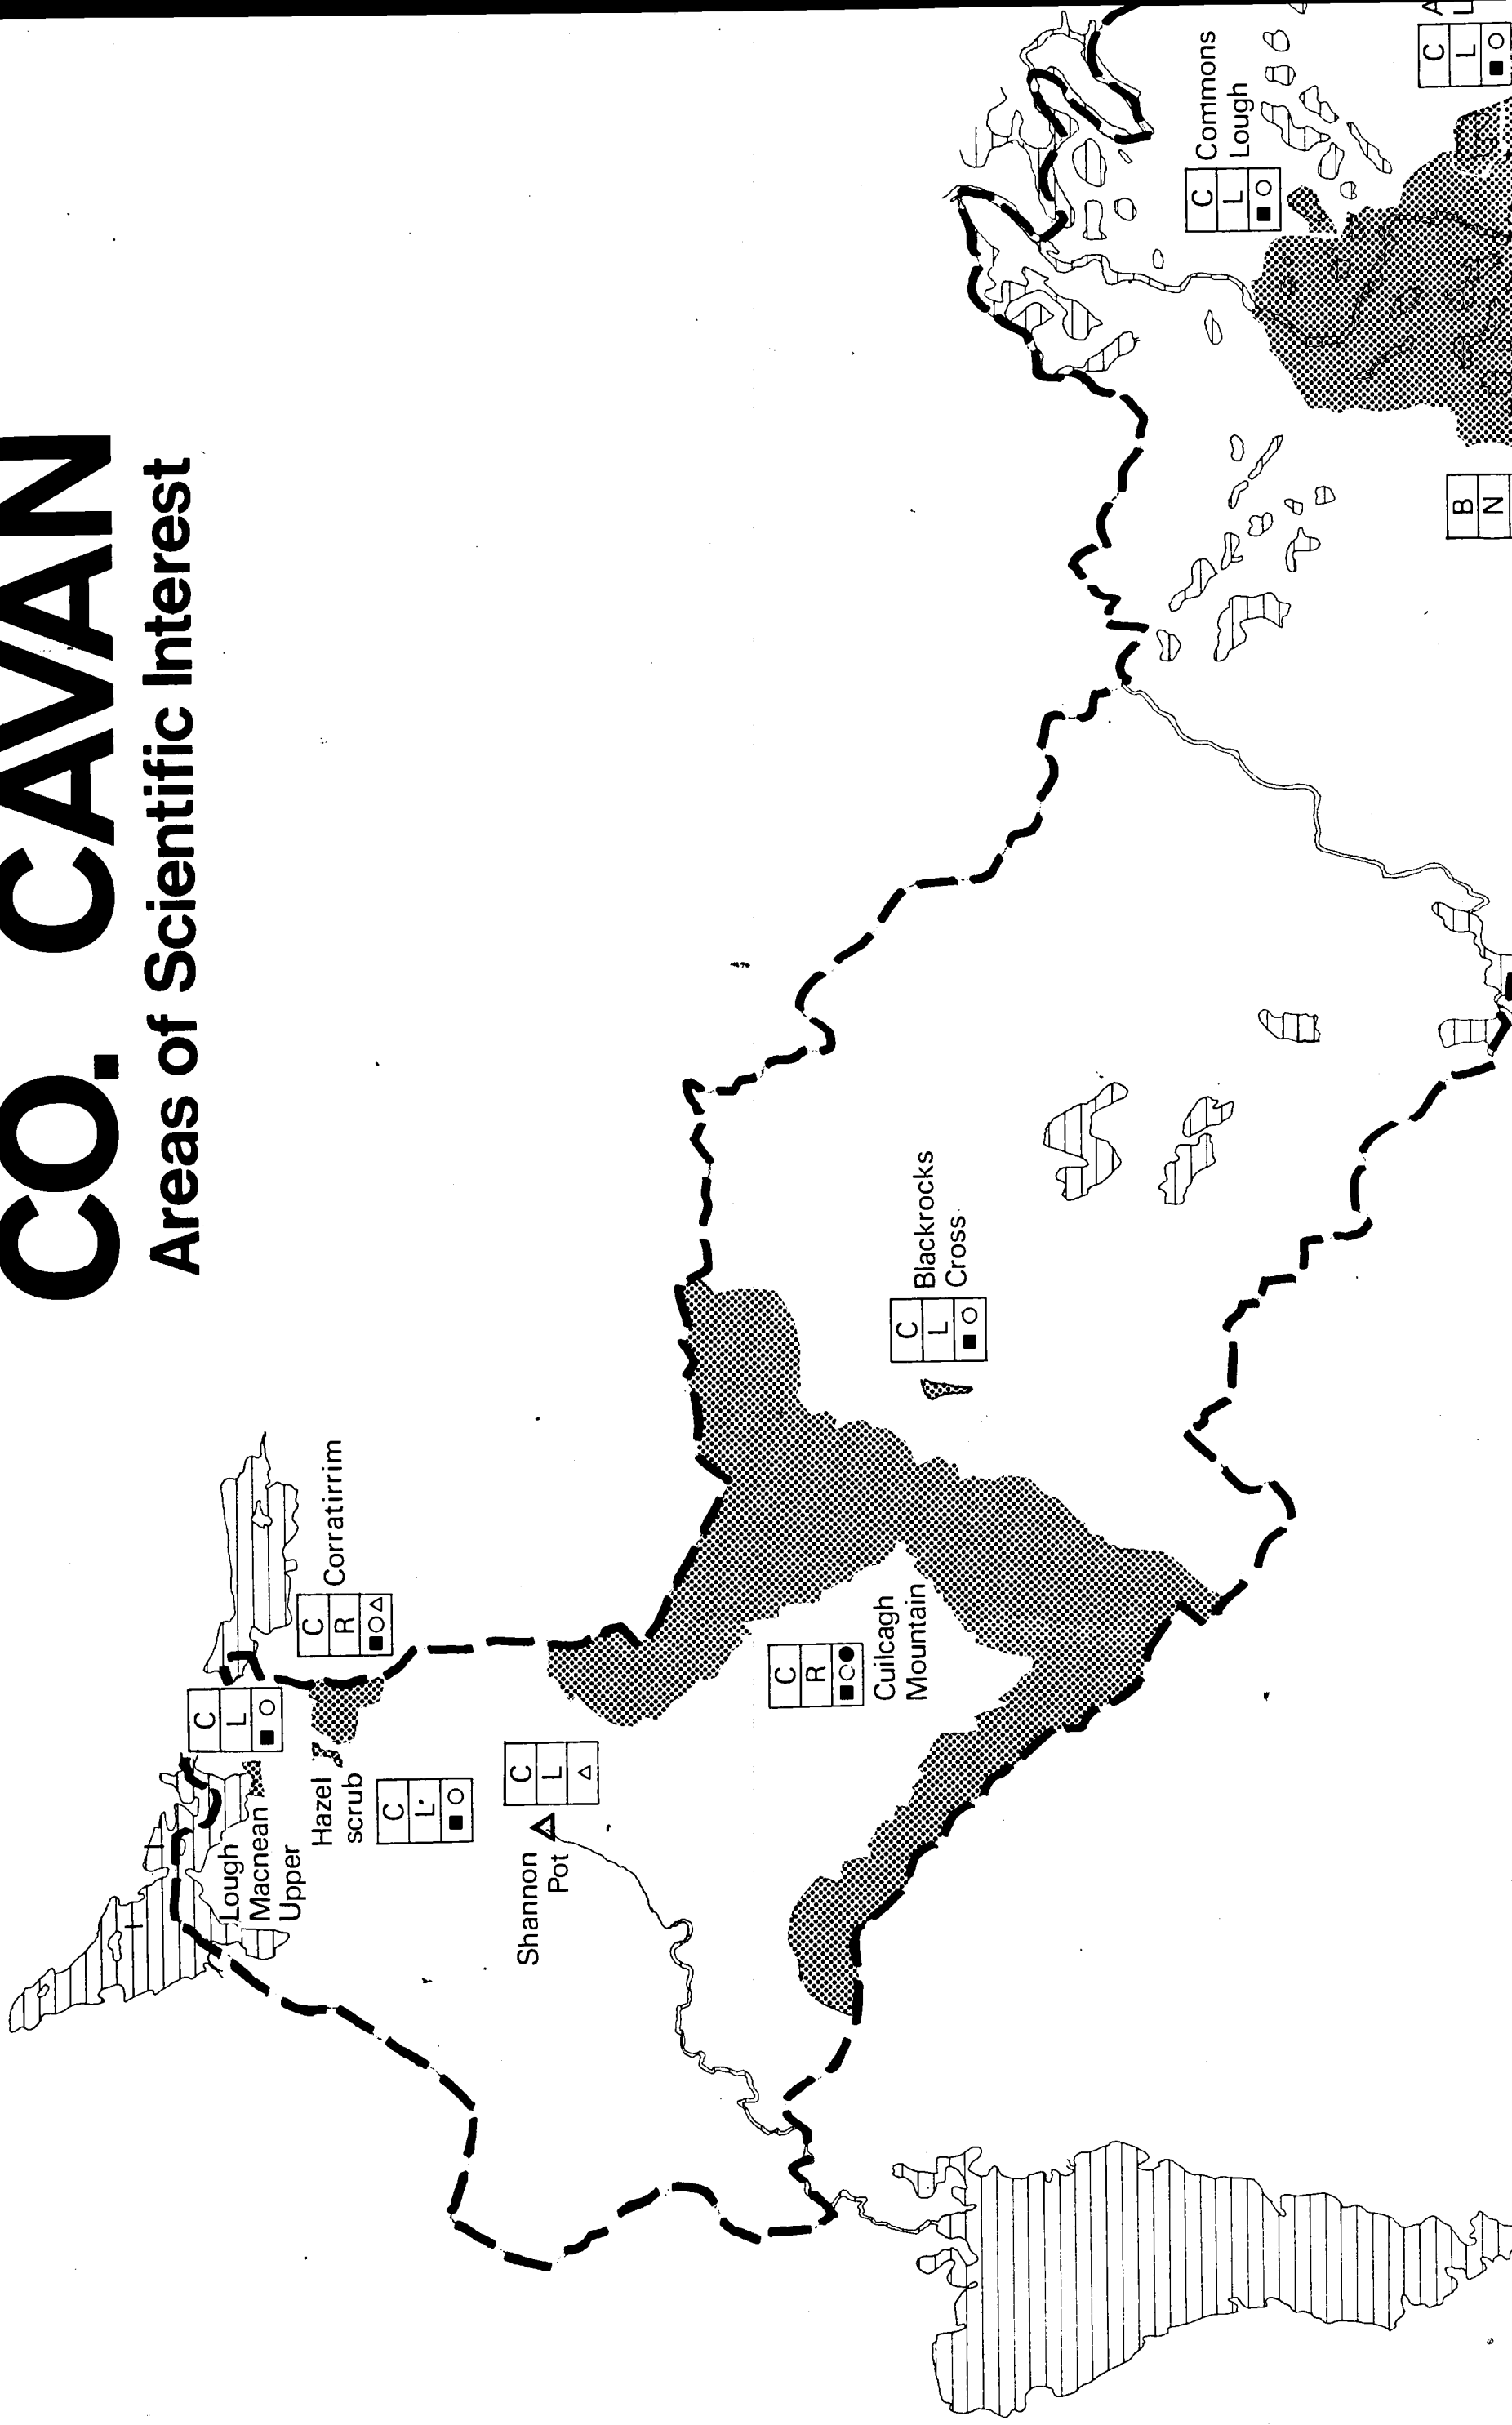 CO. CAVAN
Areas of Scientific Interest
Lough
Macnean
Upper
C
L
Corratirrim
C
R
Hazel
scrub
C
L
Shannon
Pot
C
L
C
R
Cuilcagh
Mountain
Blackrocks
Cross
C
L
Commons
Lough
C
L
B
N
C
L